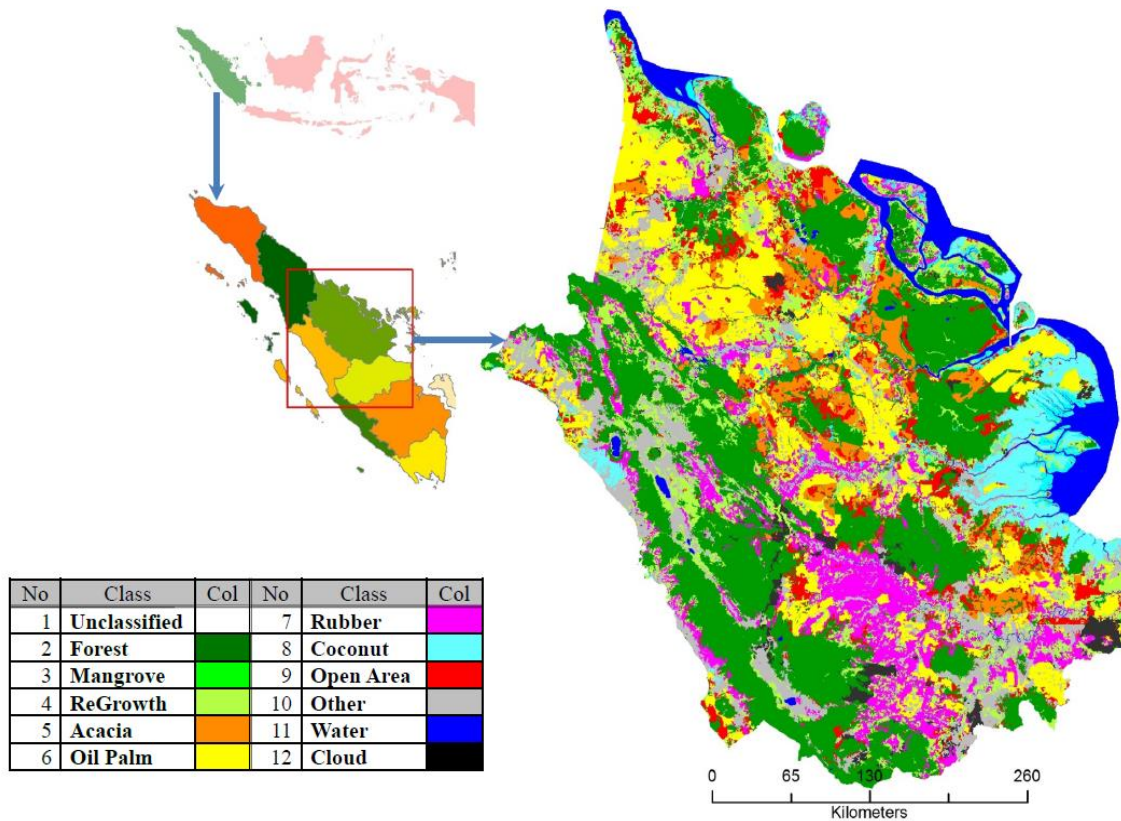 No Class Col No Class Col
1 Unclassified 7 Rubber
2 Forest 8 Coconut
3 Mangrove 9 Open Area
4 ReGrowth 10 Other
5 Acacia 11 Water
6 Oil Palm 12 Cloud
0 65 130 260
Kilometers